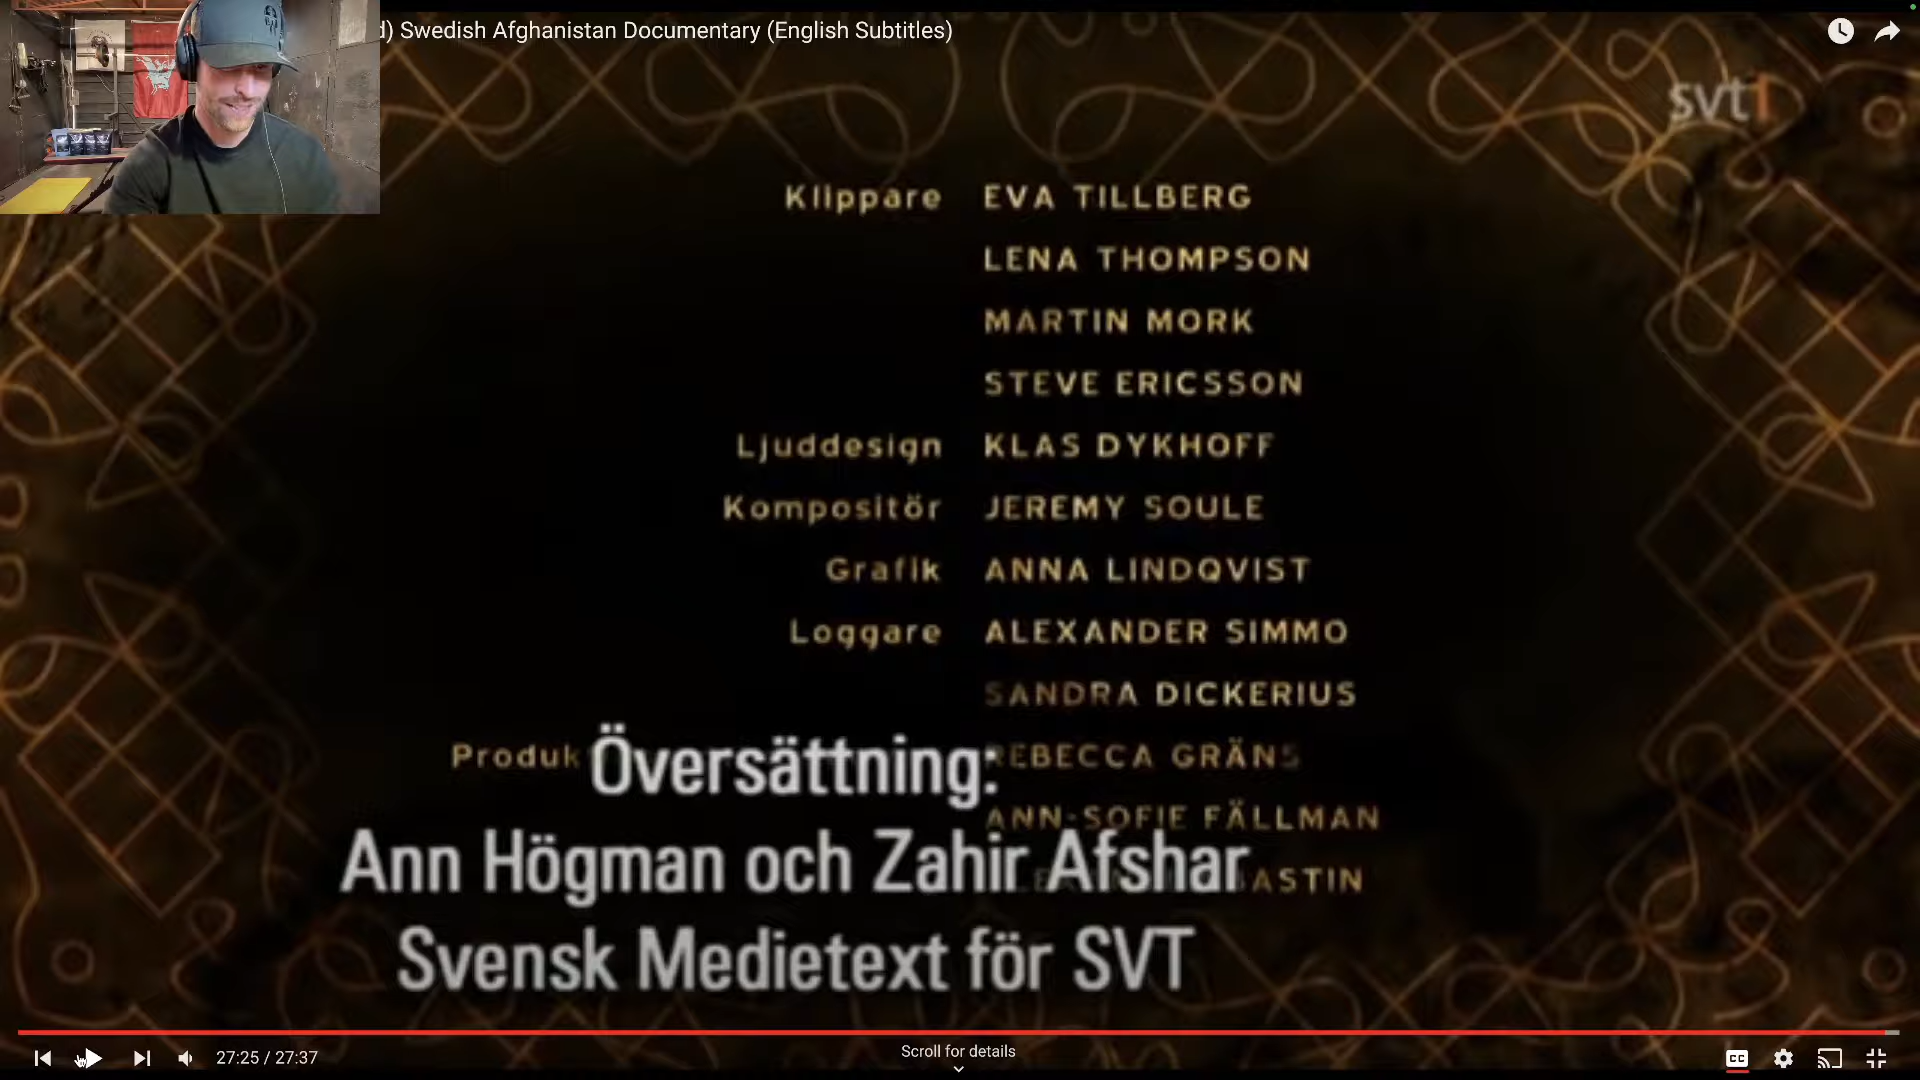 d) Swedish Afghanistan Documentary (English Subtitles)
svt1
Klippare EVA TILLBERG
LENA THOMPSON
MARTIN MORK
STEVE ERICSSON
Ljuddesign KLAS DYKHOFF
Kompositör JEREMY SOULE
Grafik ANNA LINDQVIST
Loggare ALEXANDER SIMMO
SANDRA DICKERIUS
Produk REBECCA GRÄNS
ANN-SOFIE FÄLLMAN
ASTIN
Översättning:
Ann Högman och Zahir Afshar
Svensk Medietext för SVT
27:25 / 27:37
Scroll for details
CC